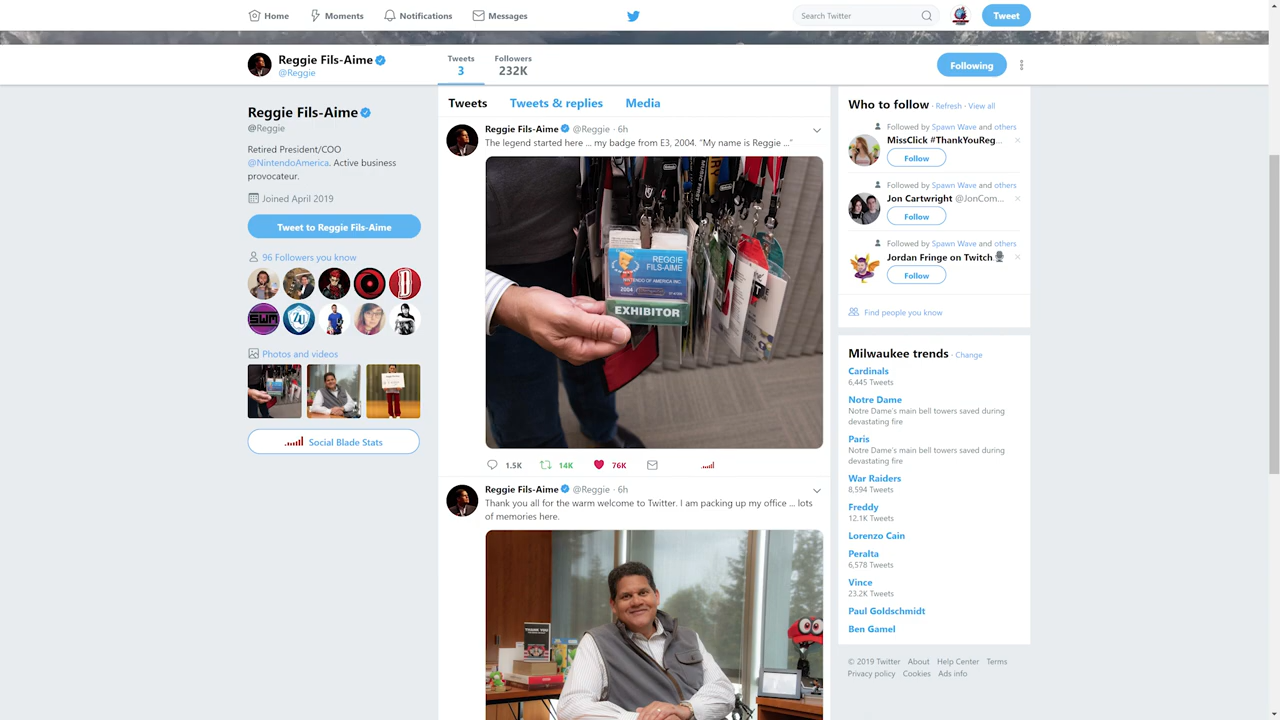 Home
Moments
Notifications
Messages
Search Twitter
Tweet
Reggie Fils-Aime
@Reggie
Tweets
3
Followers
232K
Following
Reggie Fils-Aime
@Reggie
Retired President/COO
@NintendoAmerica. Active business
provocateur.
Joined April 2019
Tweet to Reggie Fils-Aime
96 Followers you know
Photos and videos
Social Blade Stats
Tweets
Tweets & replies
Media
Reggie Fils-Aime @Reggie · 6h
The legend started here ... my badge from E3, 2004. "My name is Reggie ..."
REGGIE
FILS-AIME
NINTENDO OF AMERICA INC
2004
EXHIBITOR
1.5K
14K
76K
Reggie Fils-Aime @Reggie · 6h
Thank you all for the warm welcome to Twitter. I am packing up my office ... lots
of memories here.
THANK YOU
Who to follow · Refresh · View all
Followed by Spawn Wave and others
MissClick #ThankYouReg...
Follow
Followed by Spawn Wave and others
Jon Cartwright @JonCom...
Follow
Followed by Spawn Wave and others
Jordan Fringe on Twitch
Follow
Find people you know
Milwaukee trends · Change
Cardinals
6,445 Tweets
Notre Dame
Notre Dame's main bell towers saved during
devastating fire
Paris
Notre Dame's main bell towers saved during
devastating fire
War Raiders
8,594 Tweets
Freddy
12.1K Tweets
Lorenzo Cain
Peralta
6,578 Tweets
Vince
23.2K Tweets
Paul Goldschmidt
Ben Gamel
© 2019 Twitter About Help Center Terms
Privacy policy Cookies Ads info